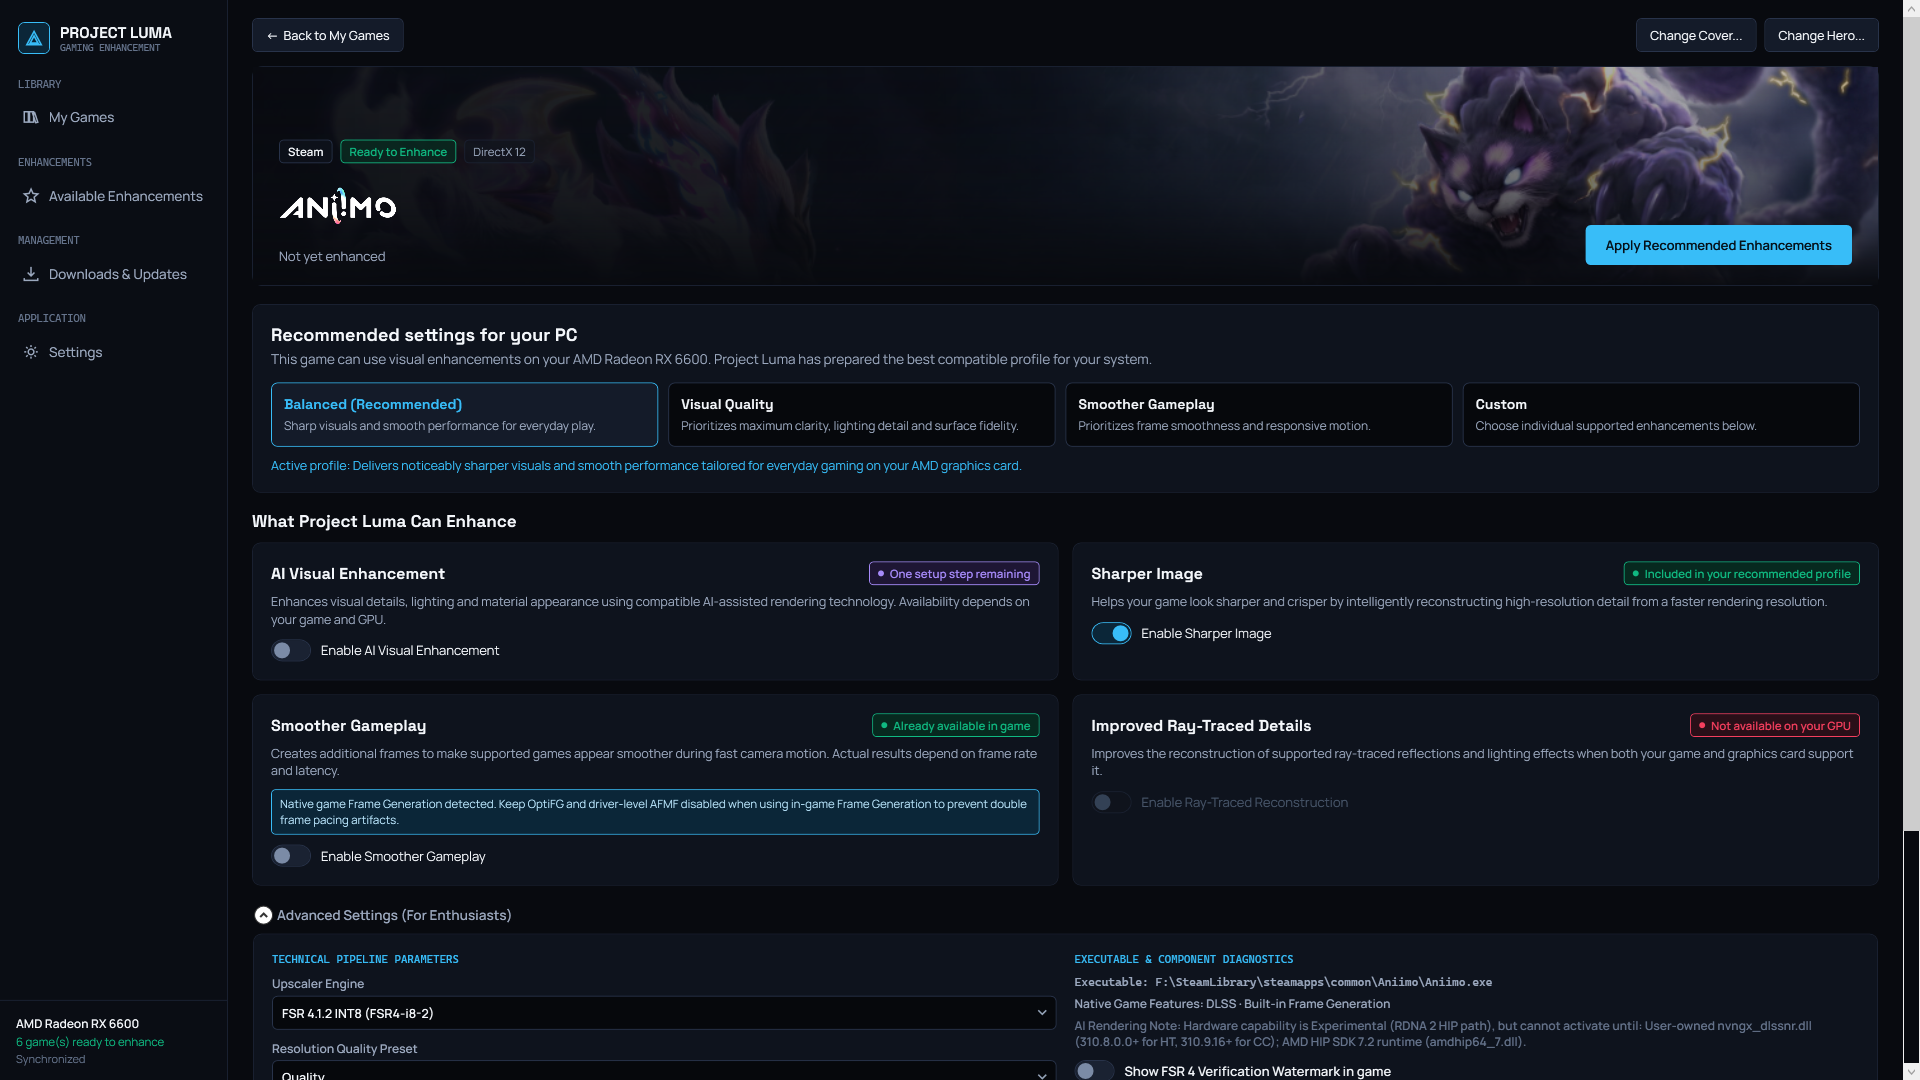 PROJECT LUMA
GAMING ENHANCEMENT
LIBRARY
My Games
ENHANCEMENTS
Available Enhancements
MANAGEMENT
Downloads & Updates
APPLICATION
Settings
AMD Radeon RX 6600
6 game(s) ready to enhance
Synchronized
← Back to My Games
Change Cover...
Change Hero...
Steam
Ready to Enhance
DirectX 12
ANIIMO
Not yet enhanced
Apply Recommended Enhancements
Recommended settings for your PC
This game can use visual enhancements on your AMD Radeon RX 6600. Project Luma has prepared the best compatible profile for your system.
Balanced (Recommended)
Sharp visuals and smooth performance for everyday play.
Visual Quality
Prioritizes maximum clarity, lighting detail and surface fidelity.
Smoother Gameplay
Prioritizes frame smoothness and responsive motion.
Custom
Choose individual supported enhancements below.
Active profile: Delivers noticeably sharper visuals and smooth performance tailored for everyday gaming on your AMD graphics card.
What Project Luma Can Enhance
AI Visual Enhancement
One setup step remaining
Enhances visual details, lighting and material appearance using compatible AI-assisted rendering technology. Availability depends on
your game and GPU.
Enable AI Visual Enhancement
Sharper Image
Included in your recommended profile
Helps your game look sharper and crisper by intelligently reconstructing high-resolution detail from a faster rendering resolution.
Enable Sharper Image
Smoother Gameplay
Already available in game
Creates additional frames to make supported games appear smoother during fast camera motion. Actual results depend on frame rate
and latency.
Native game Frame Generation detected. Keep OptiFG and driver-level AFMF disabled when using in-game Frame Generation to prevent double
frame pacing artifacts.
Enable Smoother Gameplay
Improved Ray-Traced Details
Not available on your GPU
Improves the reconstruction of supported ray-traced reflections and lighting effects when both your game and graphics card support
it.
Enable Ray-Traced Reconstruction
Advanced Settings (For Enthusiasts)
TECHNICAL PIPELINE PARAMETERS
Upscaler Engine
FSR 4.1.2 INT8 (FSR4-i8-2)
Resolution Quality Preset
Quality
EXECUTABLE & COMPONENT DIAGNOSTICS
Executable: F:\SteamLibrary\steamapps\common\Aniimo\Aniimo.exe
Native Game Features: DLSS · Built-in Frame Generation
AI Rendering Note: Hardware capability is Experimental (RDNA 2 HIP path), but cannot activate until: User-owned nvngx_dlssnr.dll
(310.8.0.0+ for HT, 310.9.16+ for CC); AMD HIP SDK 7.2 runtime (amdhip64_7.dll).
Show FSR 4 Verification Watermark in game